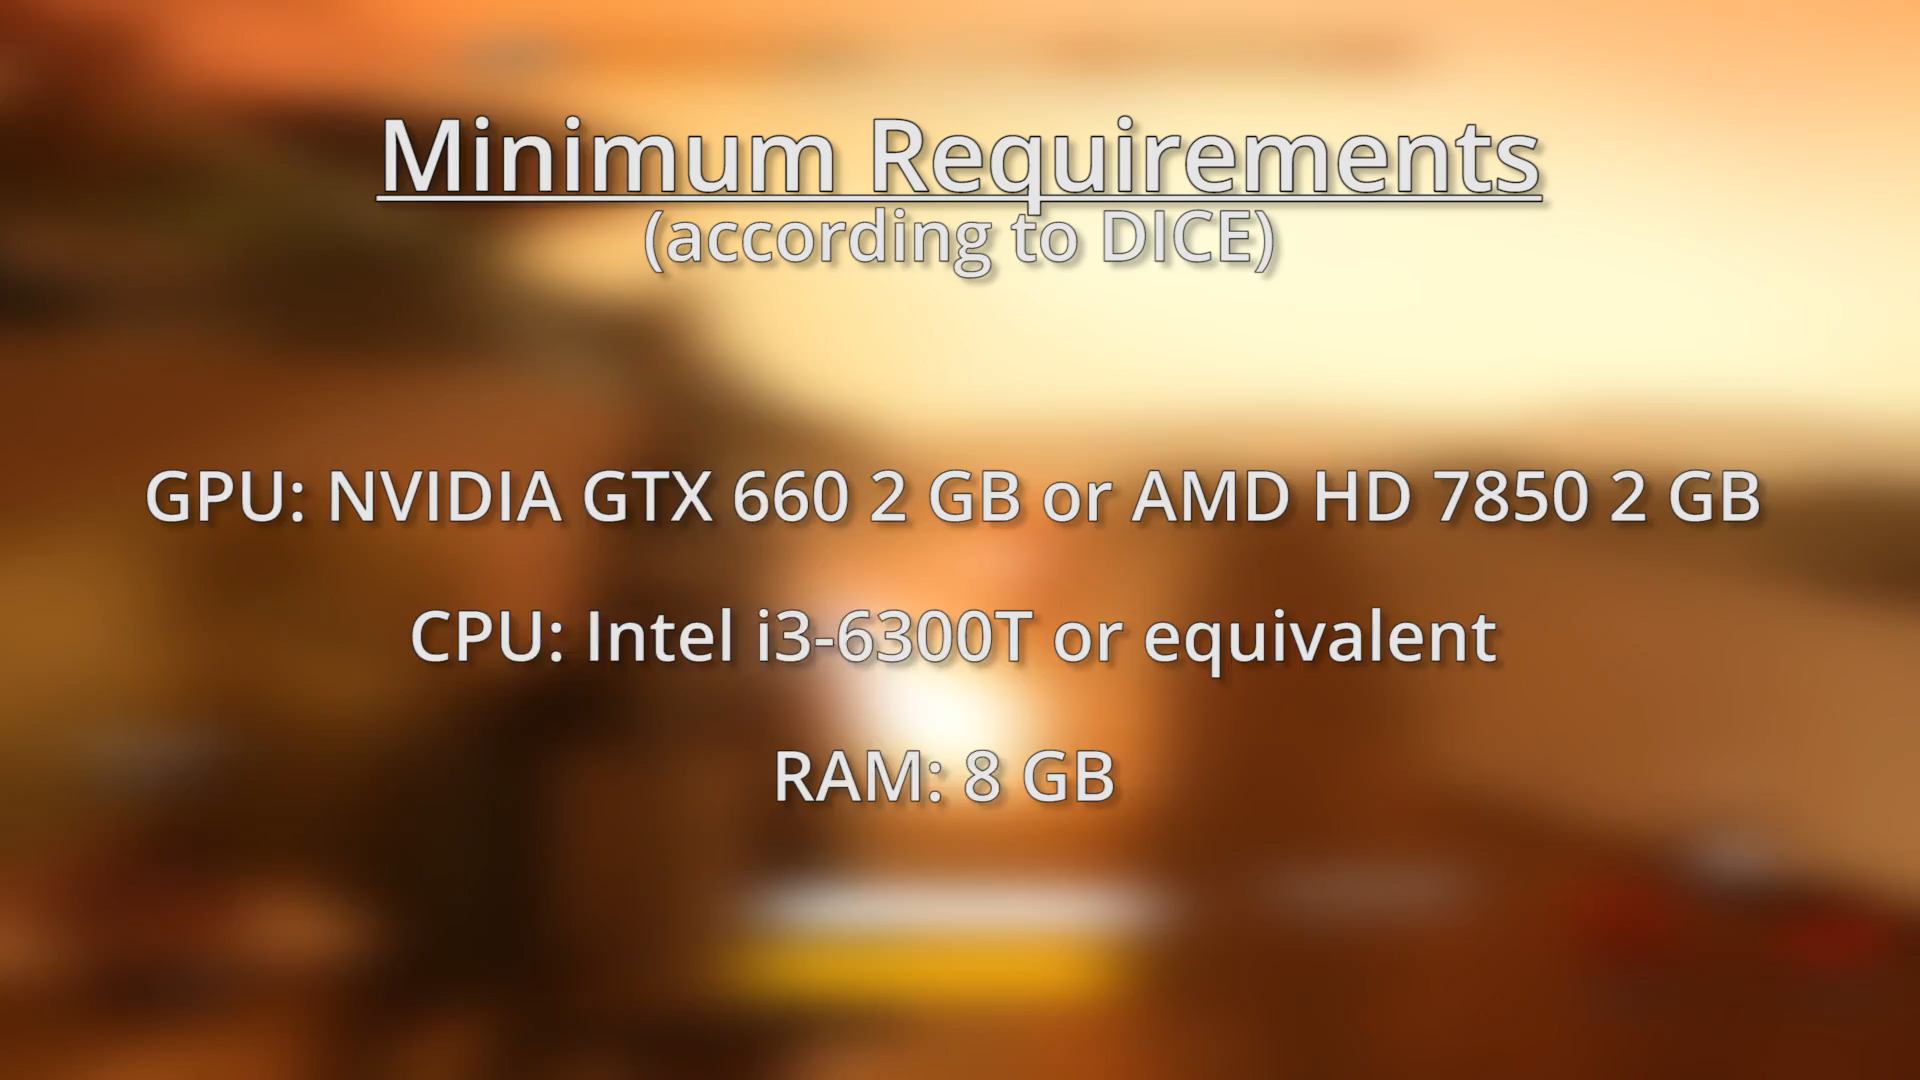 Minimum Requirements
(according to DICE)
GPU: NVIDIA GTX 660 2 GB or AMD HD 7850 2 GB
CPU: Intel i3-6300T or equivalent
RAM: 8 GB